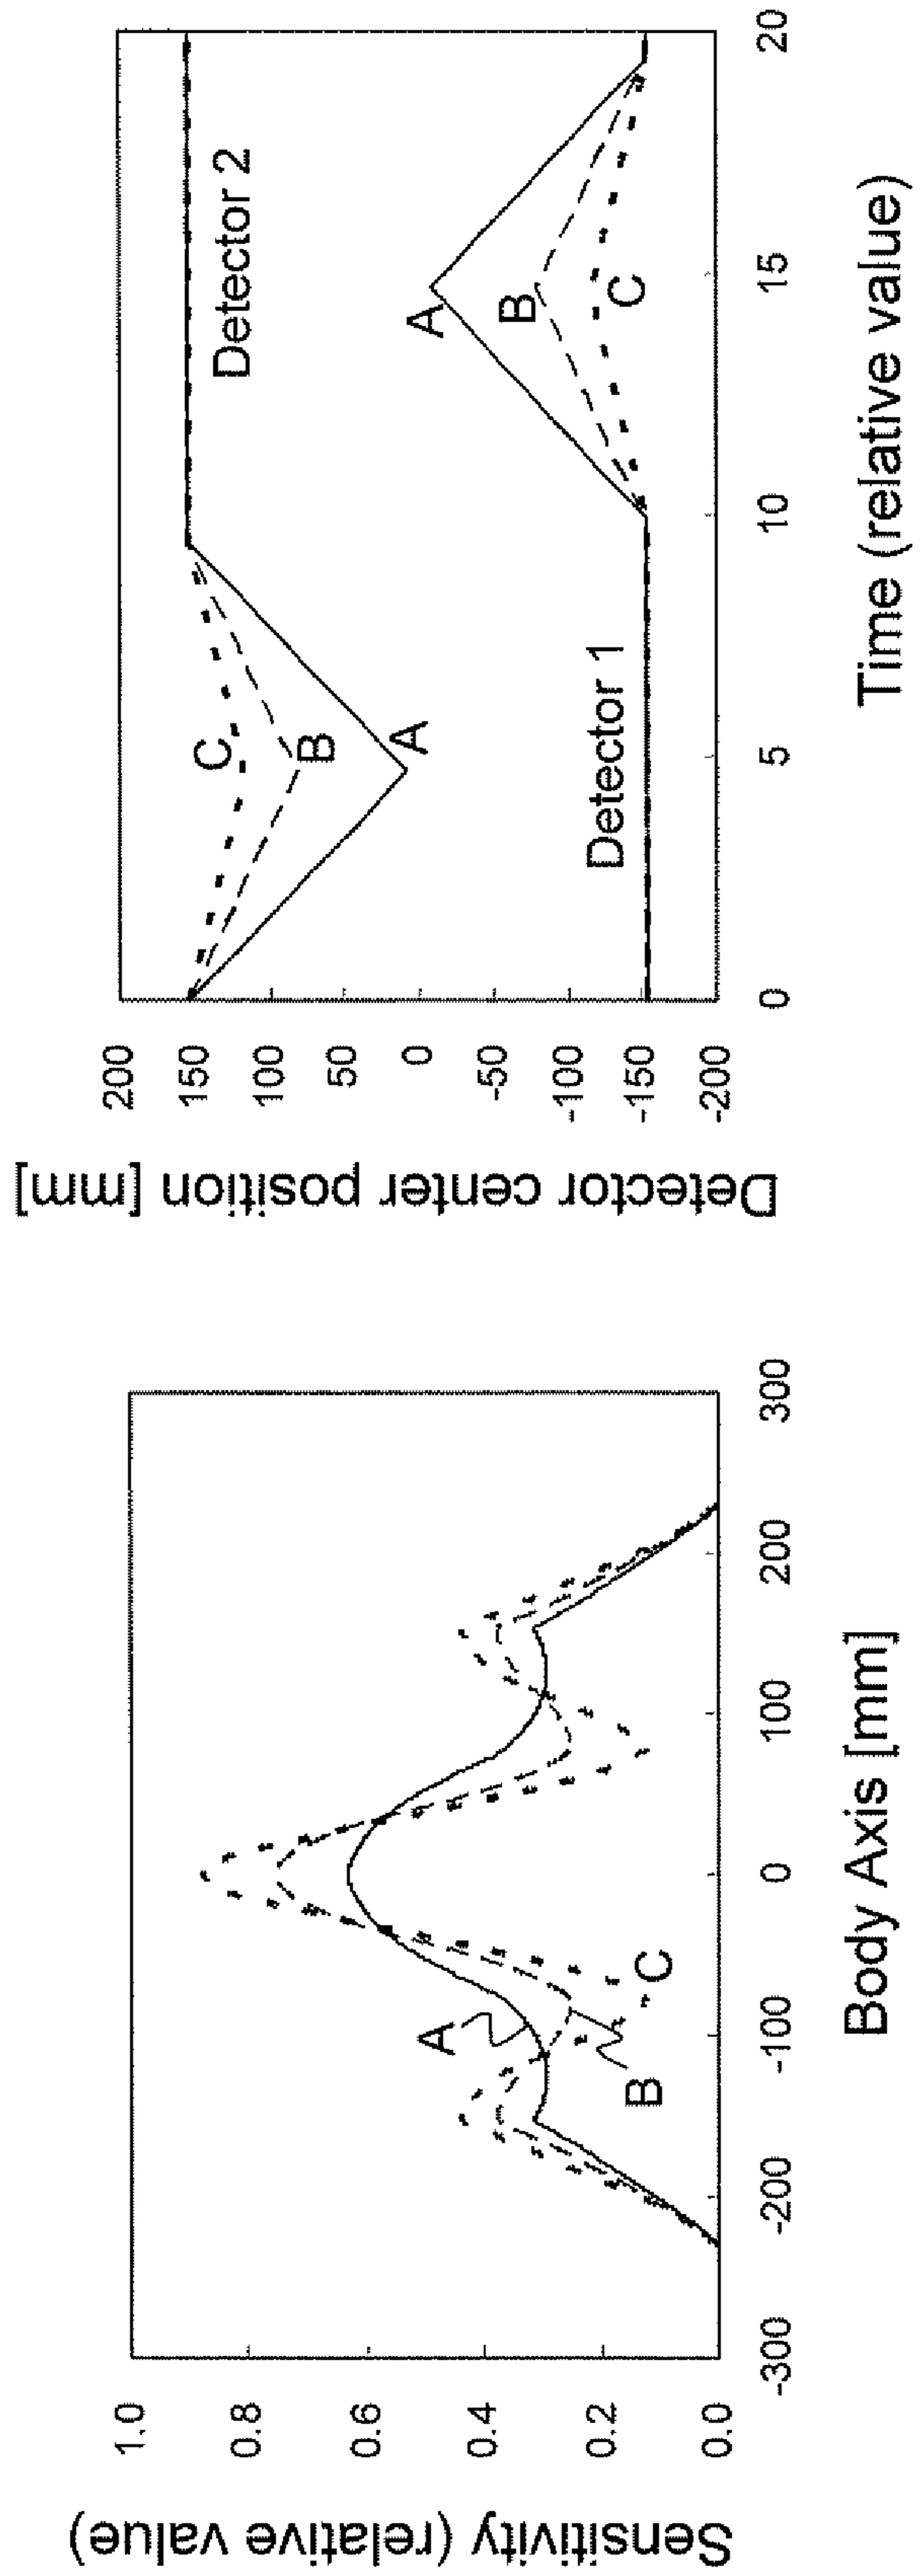 Sensitivity (relative value)
1.0
0.8
0.6
0.4
0.2
0.0
A
B
C
-300
-200
-100
0
100
200
300
Body Axis [mm]
Detector center position [mm]
200
150
100
50
0
-50
-100
-150
-200
Detector 2
C
B
A
A
B
C
Detector 1
0
5
10
15
20
Time (relative value)